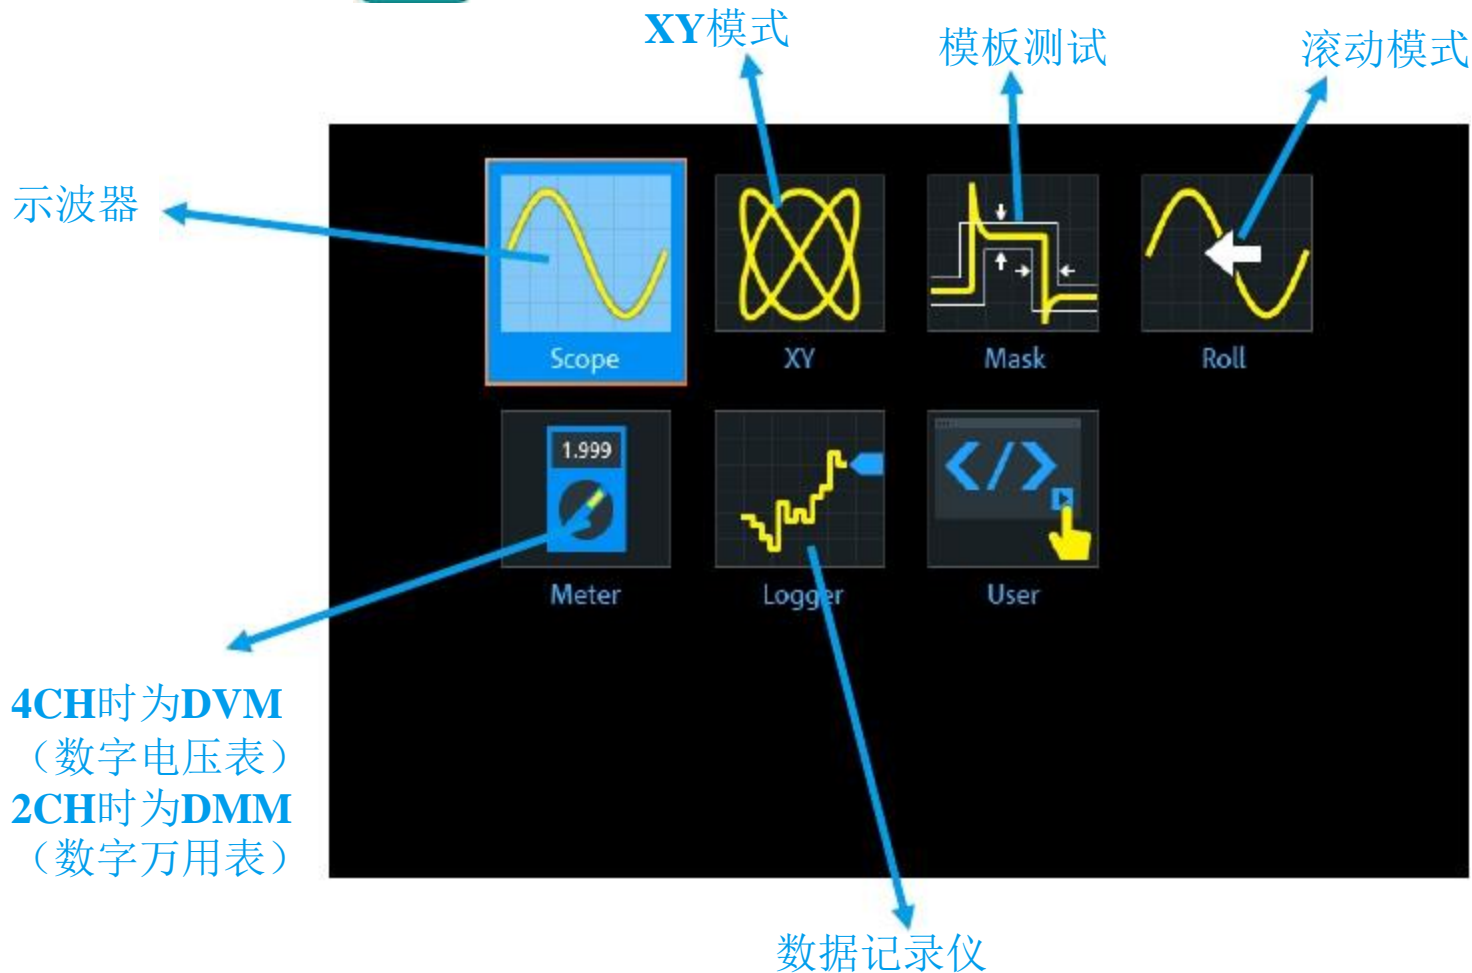 XY模式
模板测试
滚动模式
示波器
Scope
XY
Mask
Roll
1.999
</>
Meter
Logger
User
4CH时为DVM
（数字电压表）
2CH时为DMM
（数字万用表）
数据记录仪